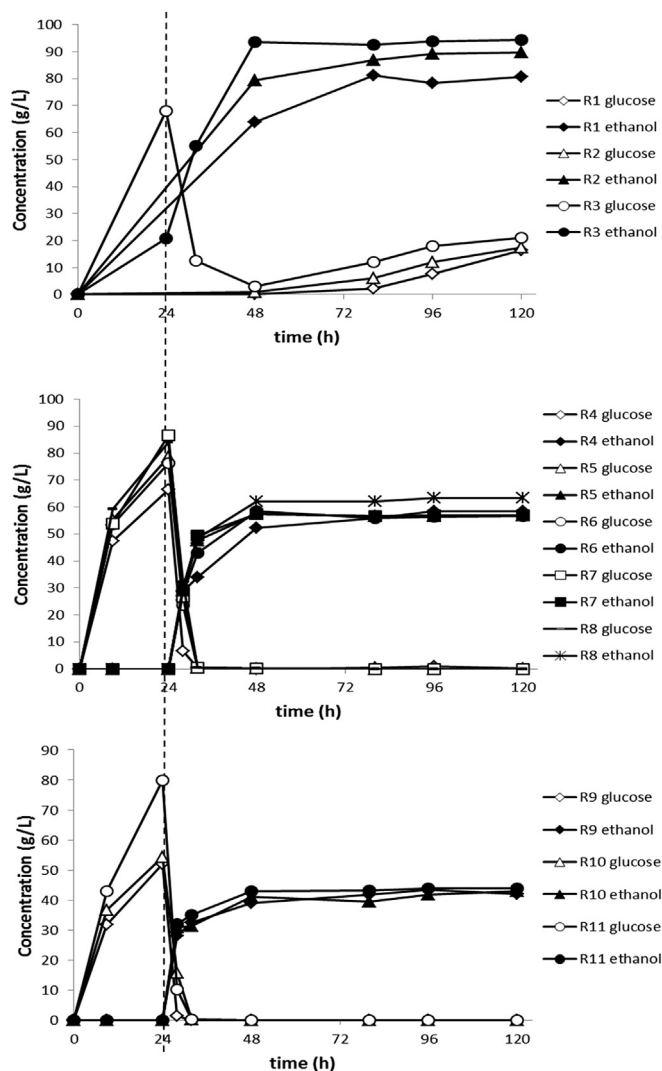 100
90
80
70
60
50
40
30
20
10
0
Concentration (g/L)
0 24 48 72 96 120
time (h)
R1 glucose
R1 ethanol
R2 glucose
R2 ethanol
R3 glucose
R3 ethanol
100
90
80
70
60
50
40
30
20
10
0
Concentration (g/L)
0 24 48 72 96 120
time (h)
R4 glucose
R4 ethanol
R5 glucose
R5 ethanol
R6 glucose
R6 ethanol
R7 glucose
R7 ethanol
R8 glucose
R8 ethanol
90
80
70
60
50
40
30
20
10
0
Concentration (g/L)
0 24 48 72 96 120
time (h)
R9 glucose
R9 ethanol
R10 glucose
R10 ethanol
R11 glucose
R11 ethanol